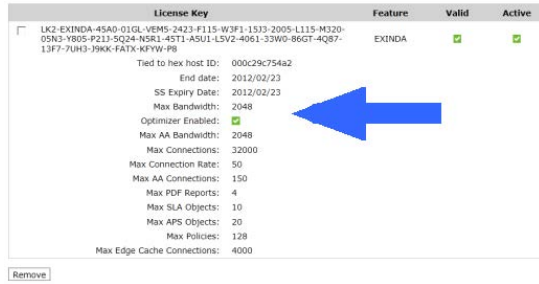 License Key Feature Valid Active
LK2-EXINDA-45A0-01GL-VEM5-2423-F115-W3F1-15J3-2005-L115-M320-
05N3-Y805-P21J-5Q24-N5R1-45T1-A5U1-L5V2-4061-33W0-86GT-4Q87- EXINDA
13F7-7UH3-J9KK-FATX-KFYW-P8
Tied to hex host ID: 000c29c754a2
End date: 2012/02/23
SS Expiry Date: 2012/02/23
Max Bandwidth: 2048
Optimizer Enabled:
Max AA Bandwidth: 2048
Max Connections: 32000
Max Connection Rate: 50
Max AA Connections: 150
Max PDF Reports: 4
Max SLA Objects: 10
Max APS Objects: 20
Max Policies: 128
Max Edge Cache Connections: 4000
Remove